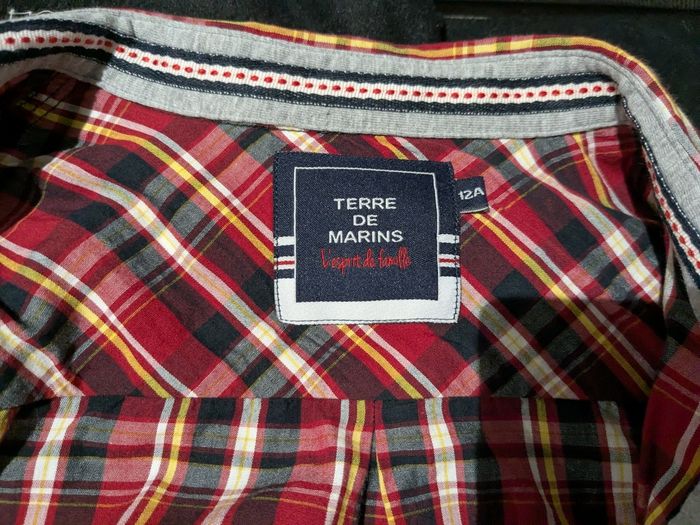 TERRE
DE
MARINS
L'esprit de famille
12A